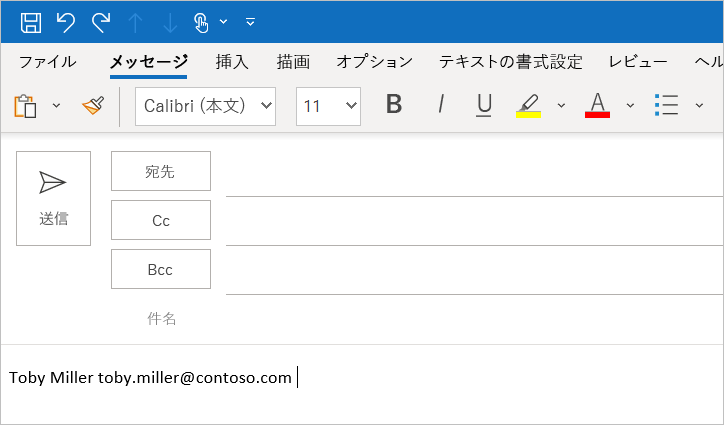 ファイル メッセージ 挿入 描画 オプション テキストの書式設定 レビュー ヘル
Calibri (本文) 11 B I U A
送信
宛先
Cc
Bcc
件名
Toby Miller toby.miller@contoso.com